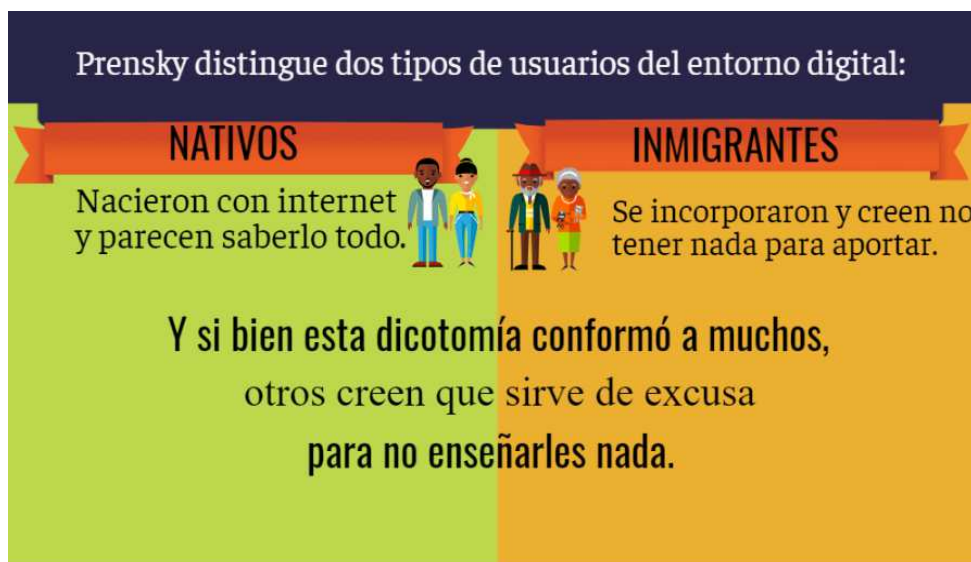 Prensky distingue dos tipos de usuarios del entorno digital:
NATIVOS
Nacieron con internet
y parecen saberlo todo.
INMIGRANTES
Se incorporaron y creen no
tener nada para aportar.
Y si bien esta dicotomía conformó a muchos,
otros creen que sirve de excusa
para no enseñarles nada.